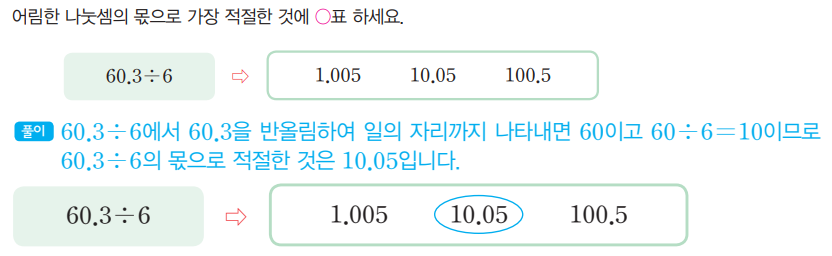 어림한 나눗셈의 몫으로 가장 적절한 것에 ○표 하세요.
60.3÷6 ⇨ 1.005 10.05 100.5
풀이 60.3÷6에서 60.3을 반올림하여 일의 자리까지 나타내면 60이고 60÷6=10이므로
60.3÷6의 몫으로 적절한 것은 10.05입니다.
60.3÷6 ⇨ 1.005 10.05 100.5